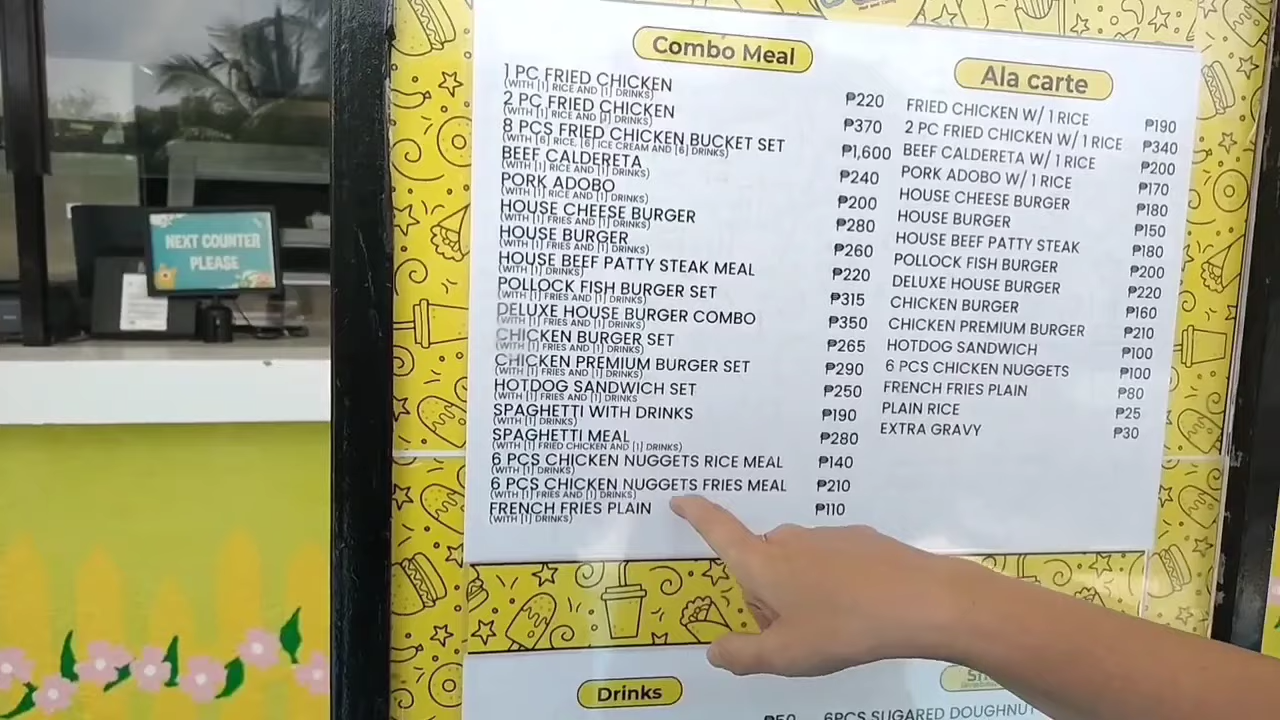 NEXT COUNTER
PLEASE
Combo Meal
1 PC FRIED CHICKEN ₱220
(WITH [1] RICE AND [1] DRINKS)
2 PC FRIED CHICKEN ₱370
(WITH [1] RICE AND [1] DRINKS)
8 PCS FRIED CHICKEN BUCKET SET ₱1,600
(WITH [6] RICE, [6] ICE CREAM AND [6] DRINKS)
BEEF CALDERETA ₱240
(WITH [1] RICE AND [1] DRINKS)
PORK ADOBO ₱200
(WITH [1] RICE AND [1] DRINKS)
HOUSE CHEESE BURGER ₱280
(WITH [1] FRIES AND [1] DRINKS)
HOUSE BURGER ₱260
(WITH [1] FRIES AND [1] DRINKS)
HOUSE BEEF PATTY STEAK MEAL ₱220
(WITH [1] DRINKS)
POLLOCK FISH BURGER SET ₱315
(WITH [1] FRIES AND [1] DRINKS)
DELUXE HOUSE BURGER COMBO ₱350
(WITH [1] FRIES AND [1] DRINKS)
CHICKEN BURGER SET ₱265
(WITH [1] FRIES AND [1] DRINKS)
CHICKEN PREMIUM BURGER SET ₱290
(WITH [1] FRIES AND [1] DRINKS)
HOTDOG SANDWICH SET ₱250
(WITH [1] FRIES AND [1] DRINKS)
SPAGHETTI WITH DRINKS ₱190
(WITH [1] DRINKS)
SPAGHETTI MEAL ₱280
(WITH [1] FRIED CHICKEN AND [1] DRINKS)
6 PCS CHICKEN NUGGETS RICE MEAL ₱140
(WITH [1] DRINKS)
6 PCS CHICKEN NUGGETS FRIES MEAL ₱210
(WITH [1] FRIES AND [1] DRINKS)
FRENCH FRIES PLAIN ₱110
(WITH [1] DRINKS)
Ala carte
FRIED CHICKEN W/ 1 RICE ₱190
2 PC FRIED CHICKEN W/ 1 RICE ₱340
BEEF CALDERETA W/ 1 RICE ₱200
PORK ADOBO W/ 1 RICE ₱170
HOUSE CHEESE BURGER ₱180
HOUSE BURGER ₱150
HOUSE BEEF PATTY STEAK ₱180
POLLOCK FISH BURGER ₱200
DELUXE HOUSE BURGER ₱220
CHICKEN BURGER ₱160
CHICKEN PREMIUM BURGER ₱210
HOTDOG SANDWICH ₱100
6 PCS CHICKEN NUGGETS ₱100
FRENCH FRIES PLAIN ₱80
PLAIN RICE ₱25
EXTRA GRAVY ₱30
Drinks
₱50
6PCS SUGARED DOUGHNUT